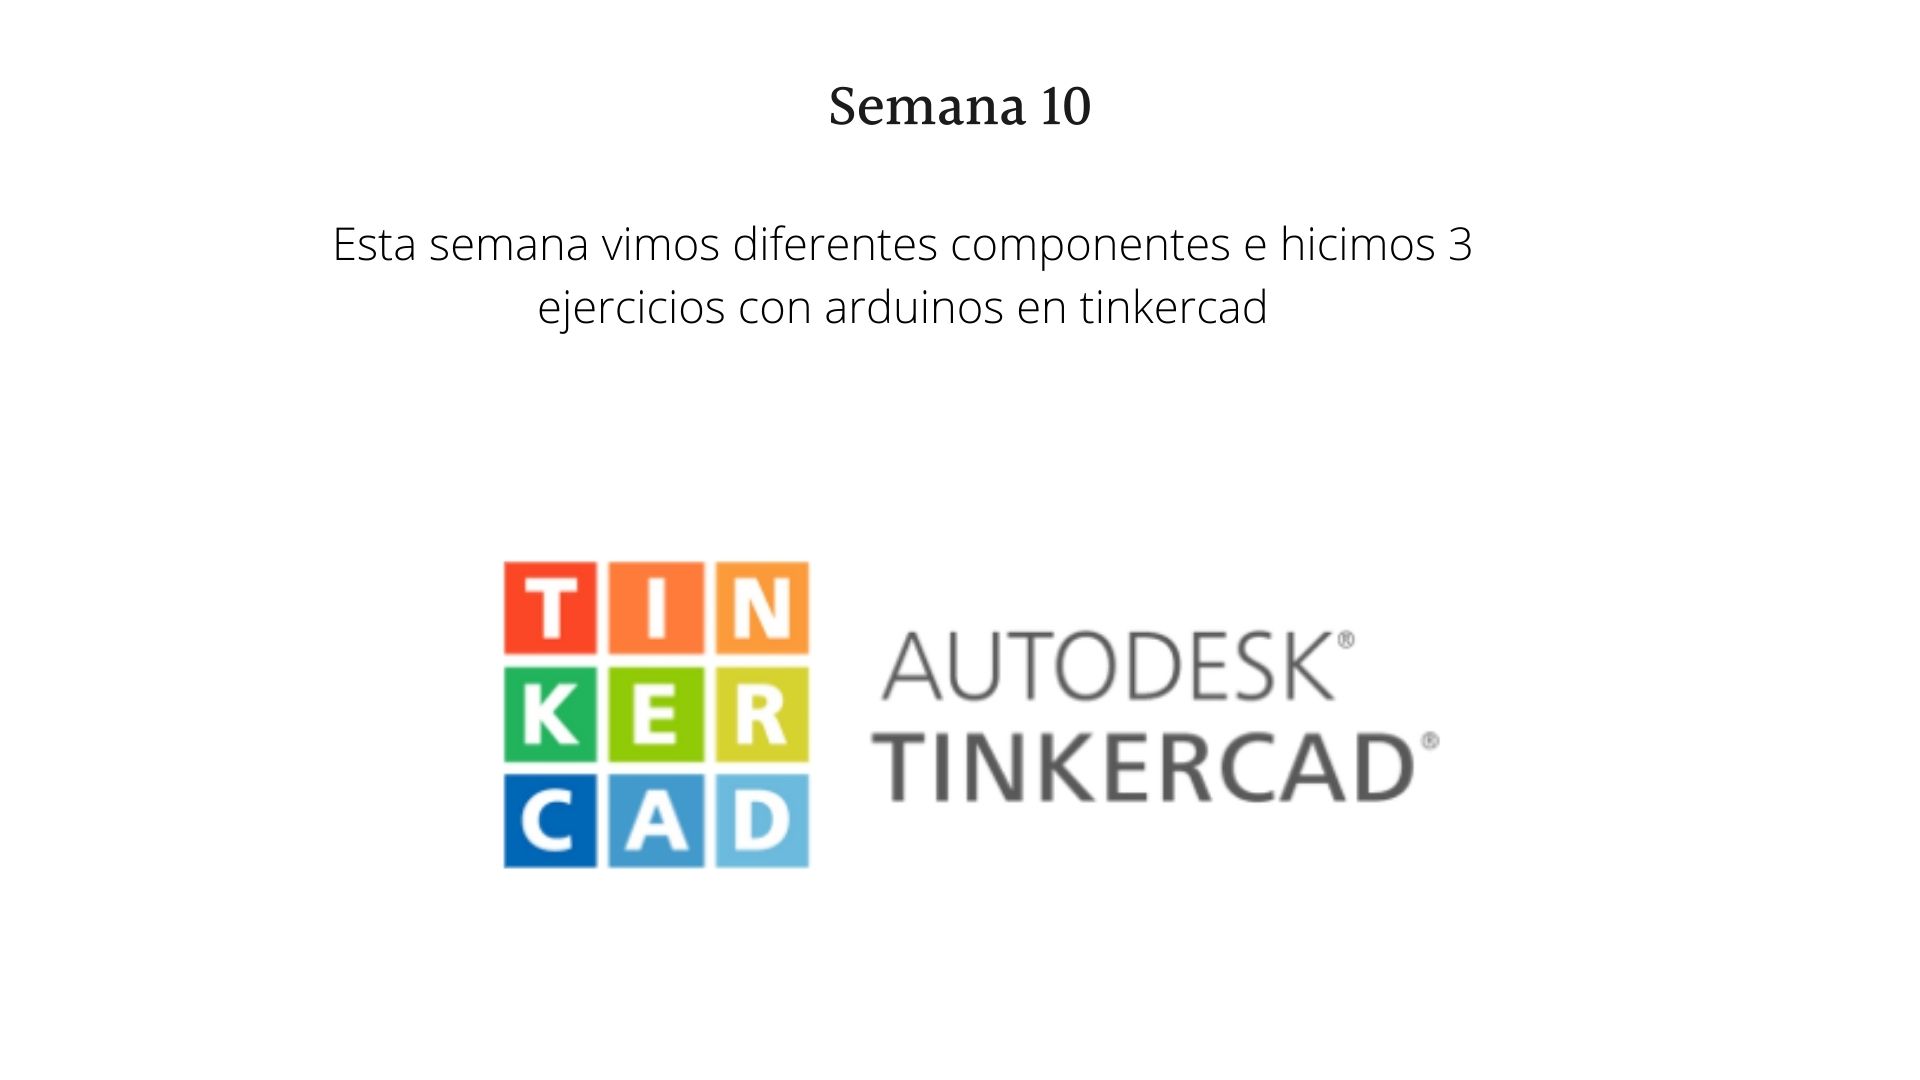 Semana 10
Esta semana vimos diferentes componentes e hicimos 3
ejercicios con arduinos en tinkercad
TIN
KER
CAD
AUTODESK®
TINKERCAD®